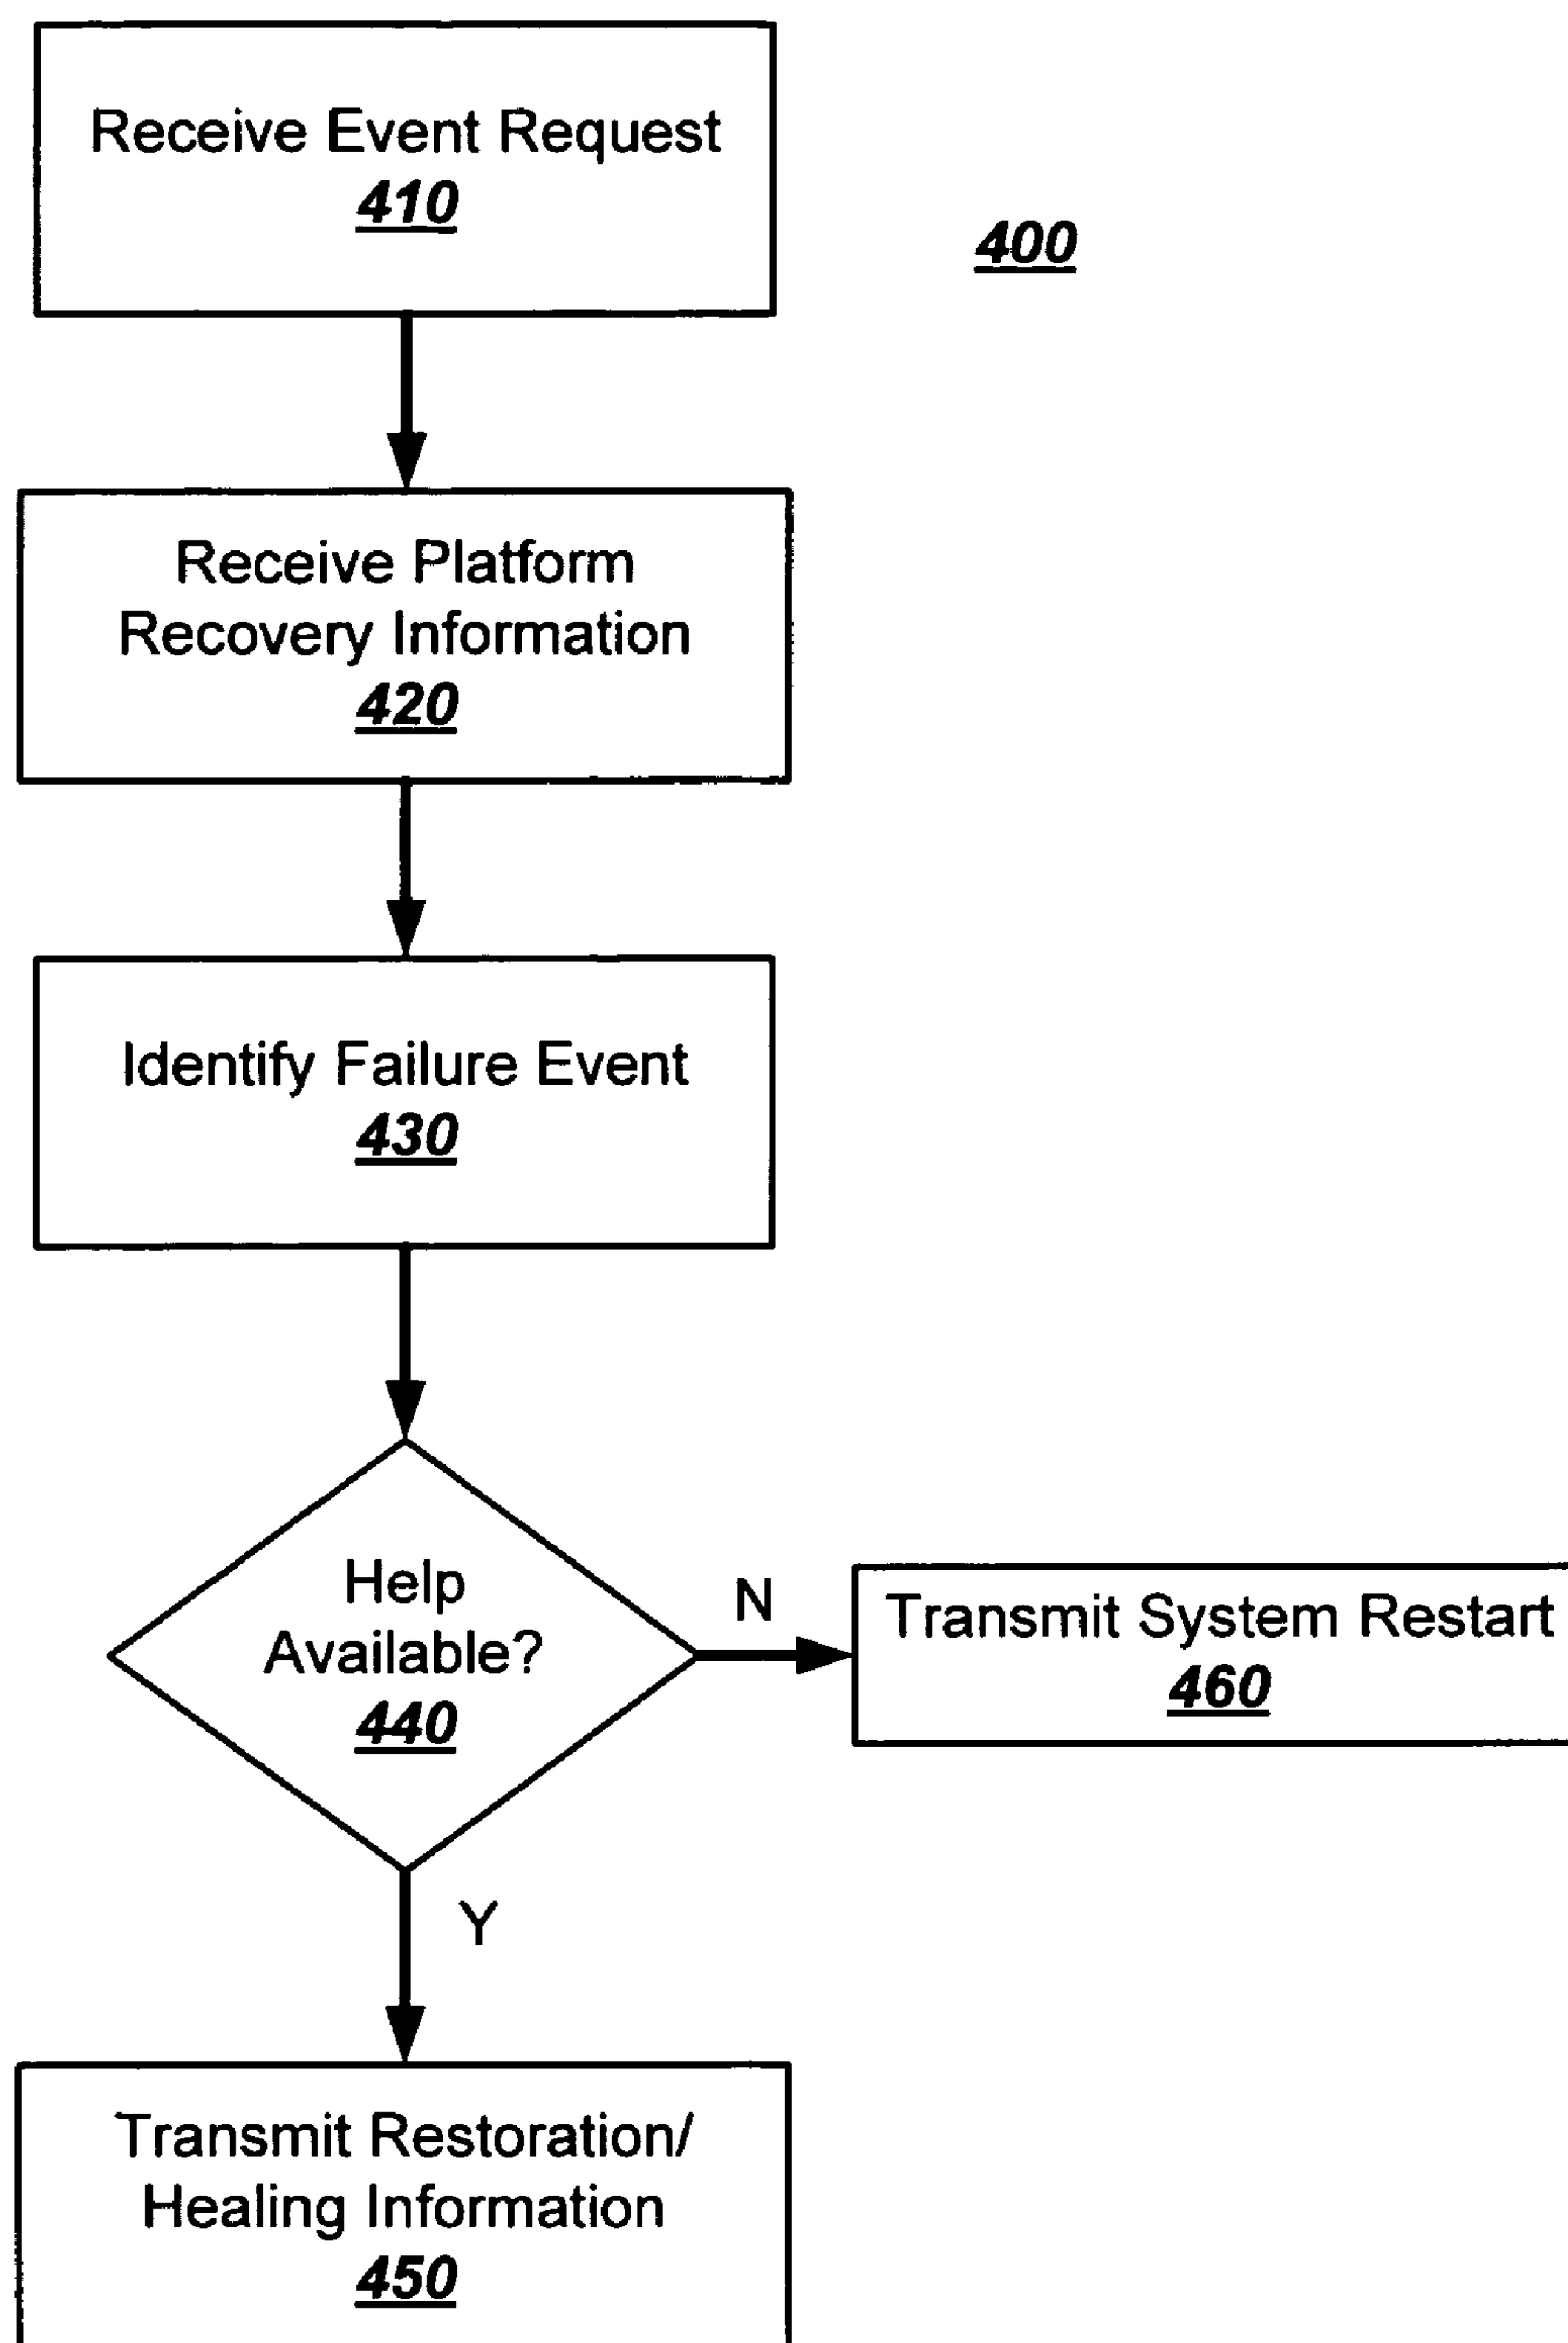 Receive Event Request
410
400
Receive Platform
Recovery Information
420
Identify Failure Event
430
Help
Available?
440
N
Transmit System Restart
460
Y
Transmit Restoration/
Healing Information
450